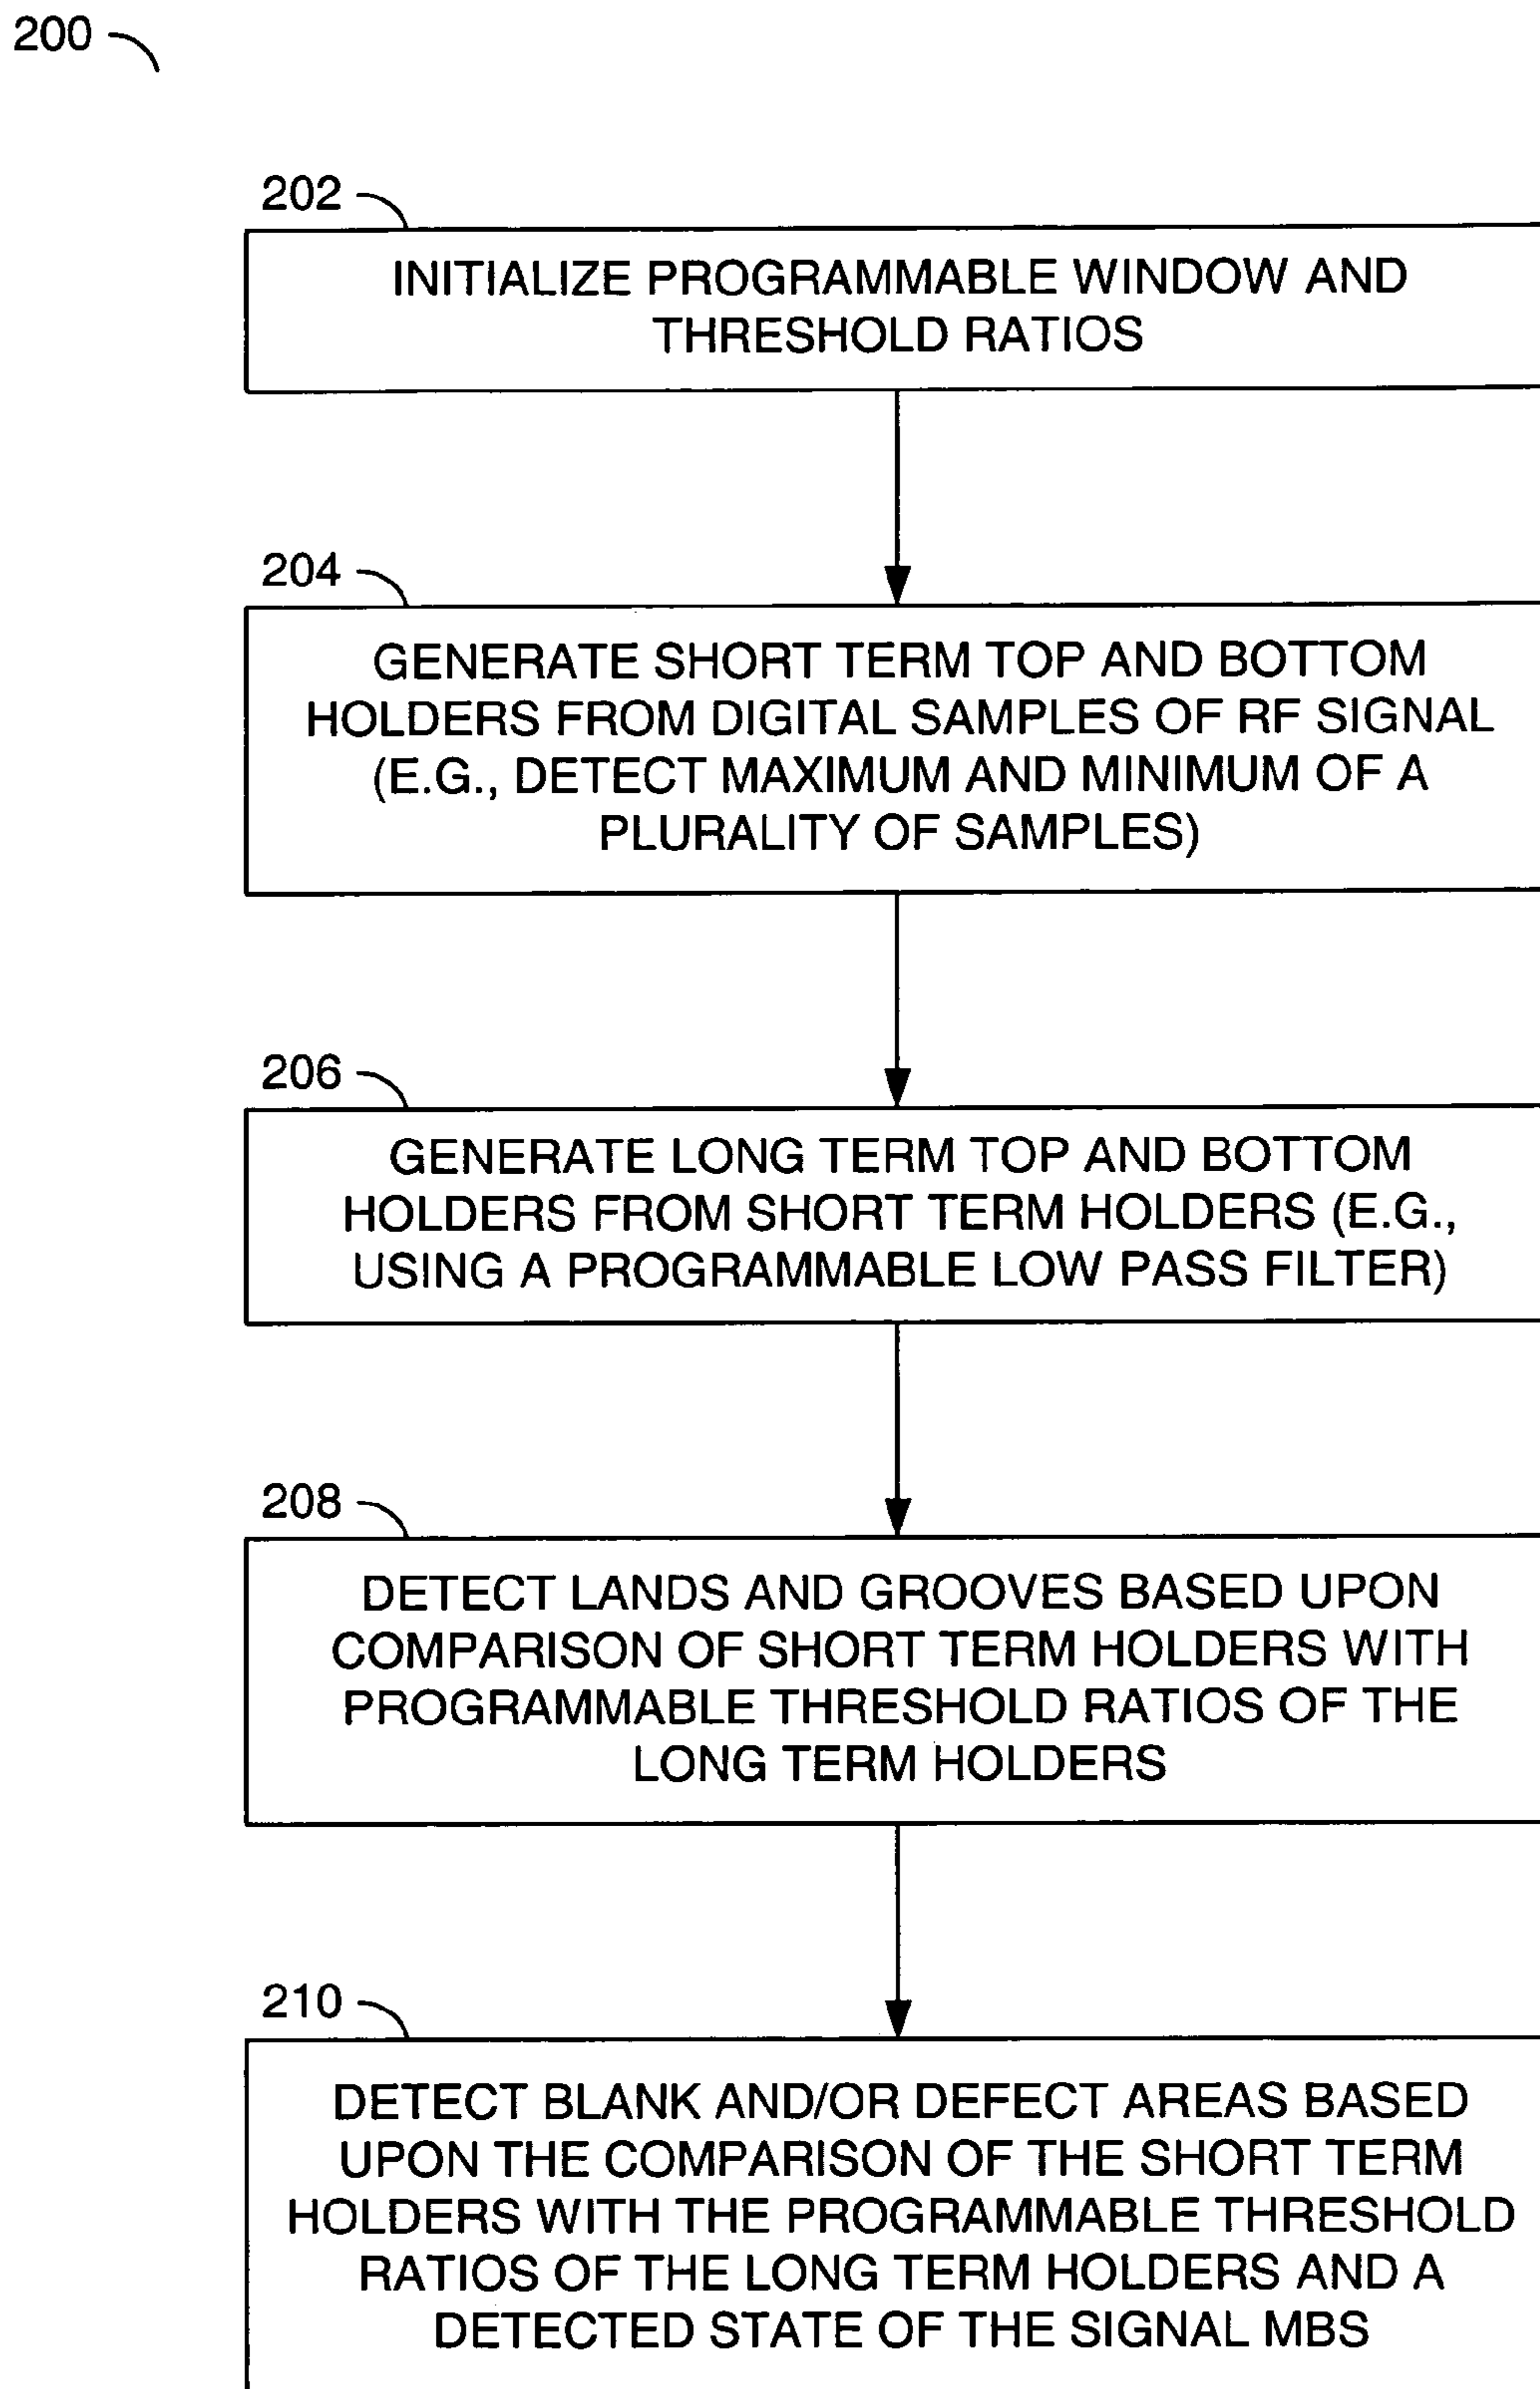 200
202
INITIALIZE PROGRAMMABLE WINDOW AND
THRESHOLD RATIOS
204
GENERATE SHORT TERM TOP AND BOTTOM
HOLDERS FROM DIGITAL SAMPLES OF RF SIGNAL
(E.G., DETECT MAXIMUM AND MINIMUM OF A
PLURALITY OF SAMPLES)
206
GENERATE LONG TERM TOP AND BOTTOM
HOLDERS FROM SHORT TERM HOLDERS (E.G.,
USING A PROGRAMMABLE LOW PASS FILTER)
208
DETECT LANDS AND GROOVES BASED UPON
COMPARISON OF SHORT TERM HOLDERS WITH
PROGRAMMABLE THRESHOLD RATIOS OF THE
LONG TERM HOLDERS
210
DETECT BLANK AND/OR DEFECT AREAS BASED
UPON THE COMPARISON OF THE SHORT TERM
HOLDERS WITH THE PROGRAMMABLE THRESHOLD
RATIOS OF THE LONG TERM HOLDERS AND A
DETECTED STATE OF THE SIGNAL MBS